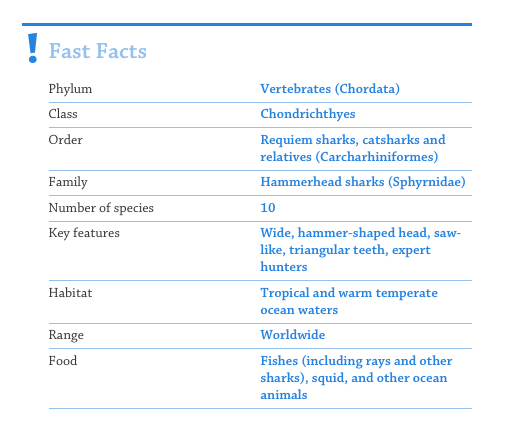 ! Fast Facts
Phylum Vertebrates (Chordata)
Class Chondrichthyes
Order Requiem sharks, catsharks and
relatives (Carcharhiniformes)
Family Hammerhead sharks (Sphyrnidae)
Number of species 10
Key features Wide, hammer-shaped head, saw-
like, triangular teeth, expert
hunters
Habitat Tropical and warm temperate
ocean waters
Range Worldwide
Food Fishes (including rays and other
sharks), squid, and other ocean
animals